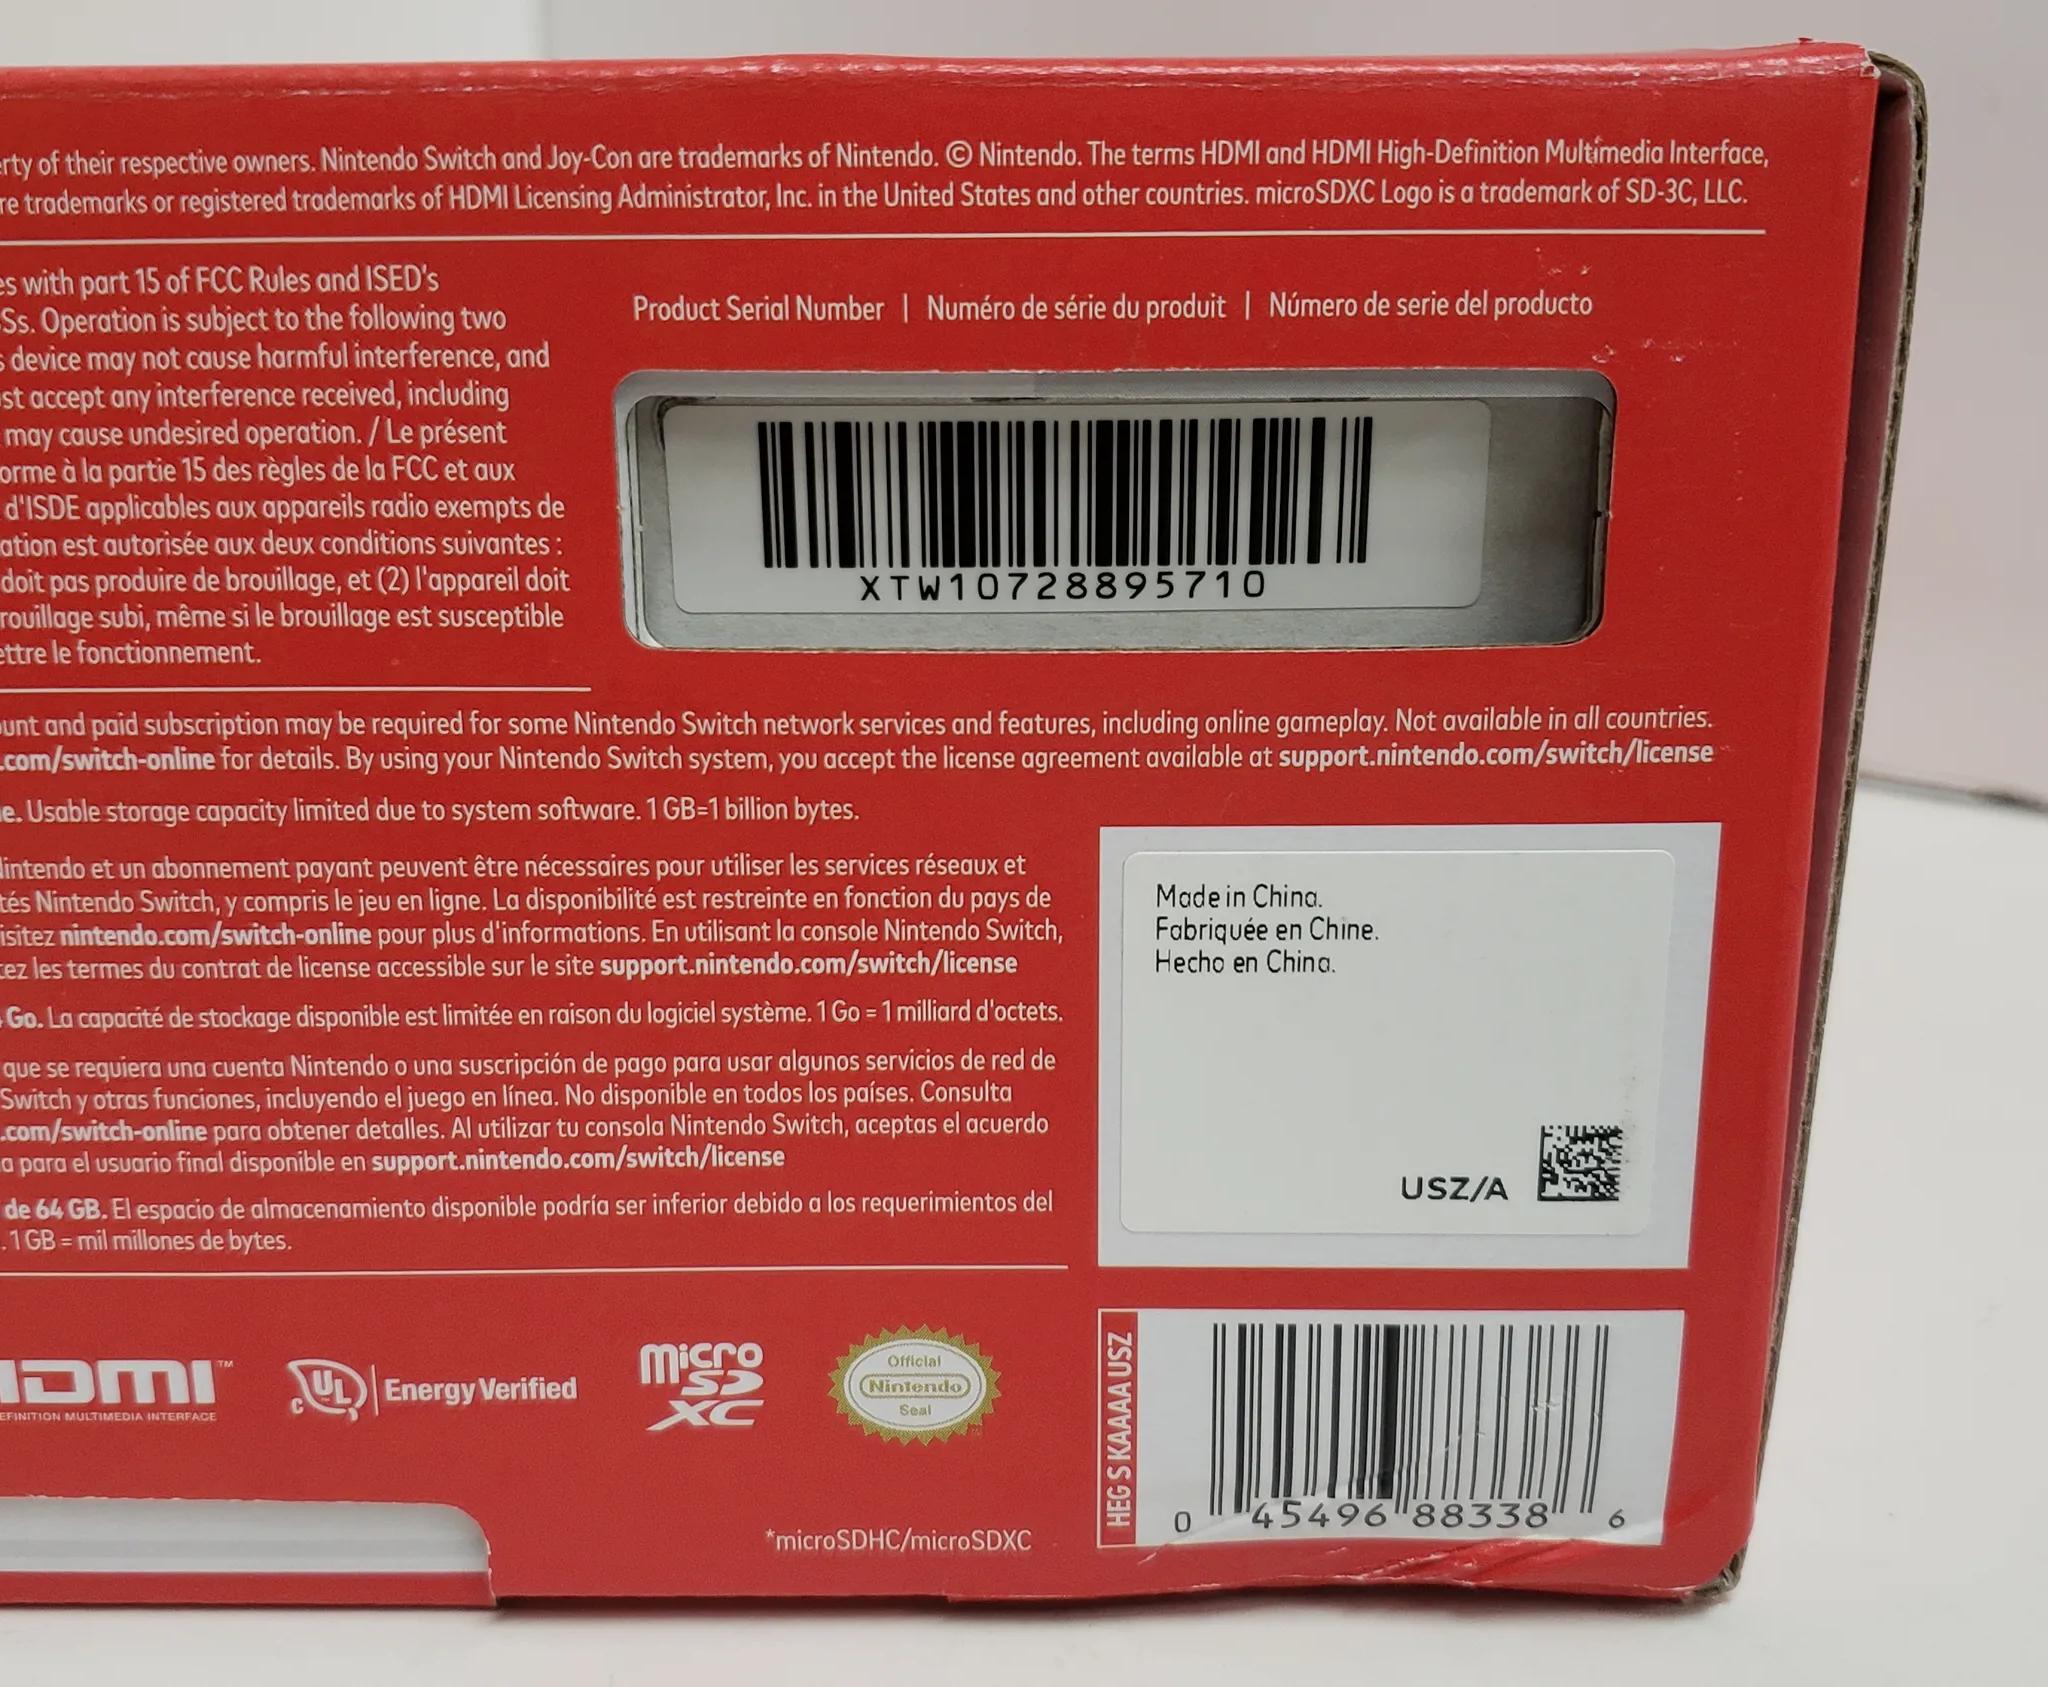 of their respective owners. Nintendo Switch and Joy-Con are trademarks of Nintendo. © Nintendo. The terms HDMI and HDMI High-Definition Multimedia Interface,
trademarks or registered trademarks of HDMI Licensing Administrator, Inc. in the United States and other countries. microSDXC Logo is a trademark of SD-3C, LLC.
with part 15 of FCC Rules and ISED's
Operation is subject to the following two
device may not cause harmful interference, and
accept any interference received, including
may cause undesired operation. / Le présent
à la partie 15 des règles de la FCC et aux
d'ISDE applicables aux appareils radio exempts de
est autorisée aux deux conditions suivantes :
doit pas produire de brouillage, et (2) l'appareil doit
subi, même si le brouillage est susceptible
le fonctionnement.
Product Serial Number | Numéro de série du produit | Número de serie del producto
XTW10728895710
and paid subscription may be required for some Nintendo Switch network services and features, including online gameplay. Not available in all countries.
.com/switch-online for details. By using your Nintendo Switch system, you accept the license agreement available at support.nintendo.com/switch/license
Usable storage capacity limited due to system software. 1 GB=1 billion bytes.
Nintendo et un abonnement payant peuvent être nécessaires pour utiliser les services réseaux et
Nintendo Switch, y compris le jeu en ligne. La disponibilité est restreinte en fonction du pays de
nintendo.com/switch-online pour plus d'informations. En utilisant la console Nintendo Switch,
les termes du contrat de license accessible sur le site support.nintendo.com/switch/license
Go. La capacité de stockage disponible est limitée en raison du logiciel système. 1 Go = 1 milliard d'octets.
que se requiera una cuenta Nintendo o una suscripción de pago para usar algunos servicios de red de
Switch y otras funciones, incluyendo el juego en línea. No disponible en todos los países. Consulta
.com/switch-online para obtener detalles. Al utilizar tu consola Nintendo Switch, aceptas el acuerdo
para el usuario final disponible en support.nintendo.com/switch/license
de 64 GB. El espacio de almacenamiento disponible podría ser inferior debido a los requerimientos del
. 1 GB = mil millones de bytes.
Made in China.
Fabriquée en Chine.
Hecho en China.
USZ/A
HDMI™
DEFINITION MULTIMEDIA INTERFACE
c UL Energy Verified
micro
SD
XC
Official
Nintendo
Seal
*microSDHC/microSDXC
HEG S KAAAA USZ
0 45496 88338 6